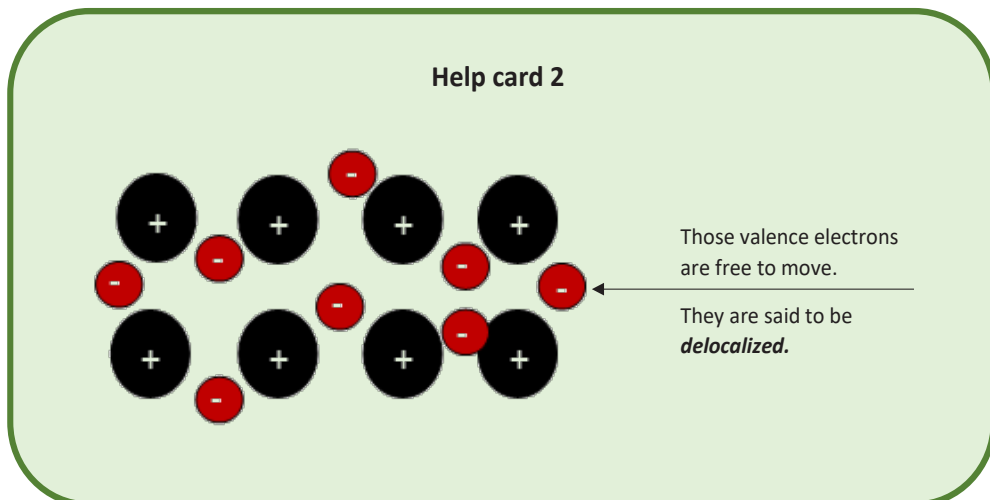 Help card 2
-
+ + + +
- -
- -
-
-
+ + + +
-
Those valence electrons
are free to move.
They are said to be
delocalized.